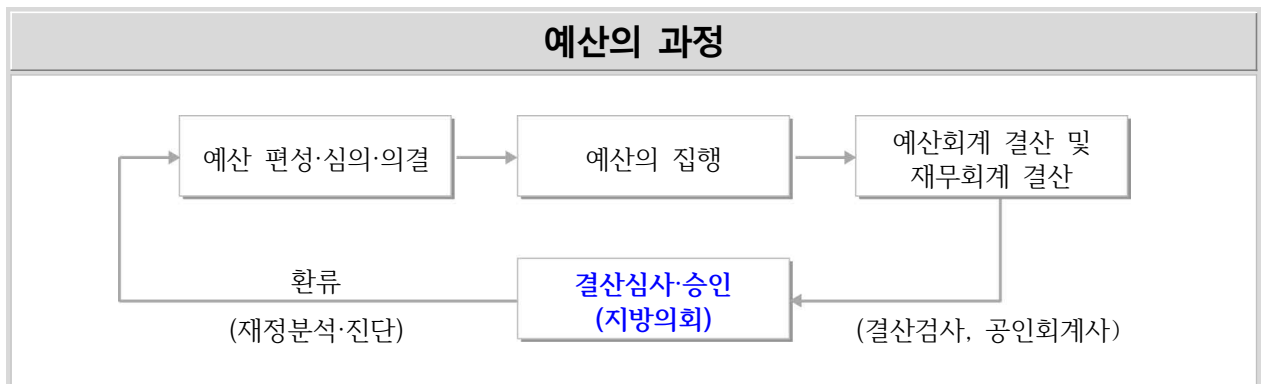 예산의 과정
예산 편성·심의·의결
예산의 집행
예산회계 결산 및
재무회계 결산
환류
(재정분석·진단)
결산심사·승인
(지방의회)
(결산검사, 공인회계사)